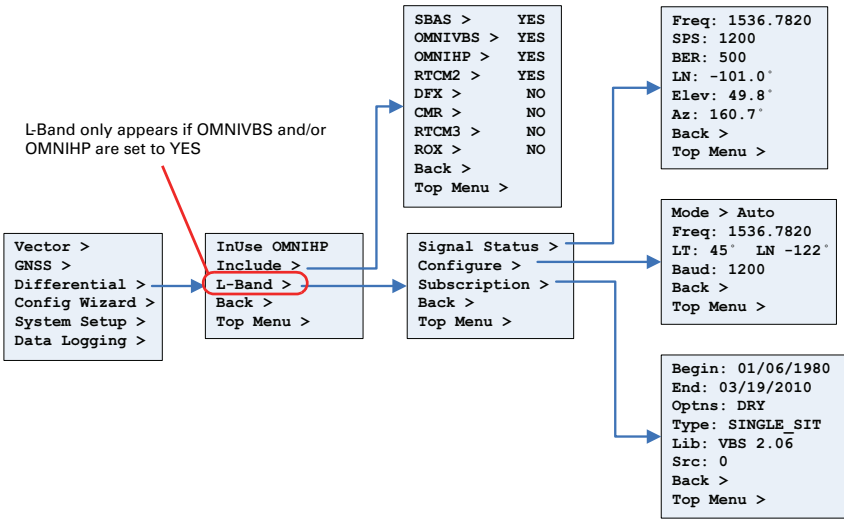 L-Band only appears if OMNIVBS and/or
OMNIHP are set to YES
Vector >
GNSS >
Differential >
Config Wizard >
System Setup >
Data Logging >
InUse OMNIHP
Include >
L-Band >
Back >
Top Menu >
SBAS > YES
OMNIVBS > YES
OMNIHP > YES
RTCM2 > YES
DFX > NO
CMR > NO
RTCM3 > NO
ROX > NO
Back >
Top Menu >
Signal Status >
Configure >
Subscription >
Back >
Top Menu >
Freq: 1536.7820
SPS: 1200
BER: 500
LN: -101.0°
Elev: 49.8°
Az: 160.7°
Back >
Top Menu >
Mode > Auto
Freq: 1536.7820
LT: 45° LN -122°
Baud: 1200
Back >
Top Menu >
Begin: 01/06/1980
End: 03/19/2010
Optns: DRY
Type: SINGLE_SIT
Lib: VBS 2.06
Src: 0
Back >
Top Menu >